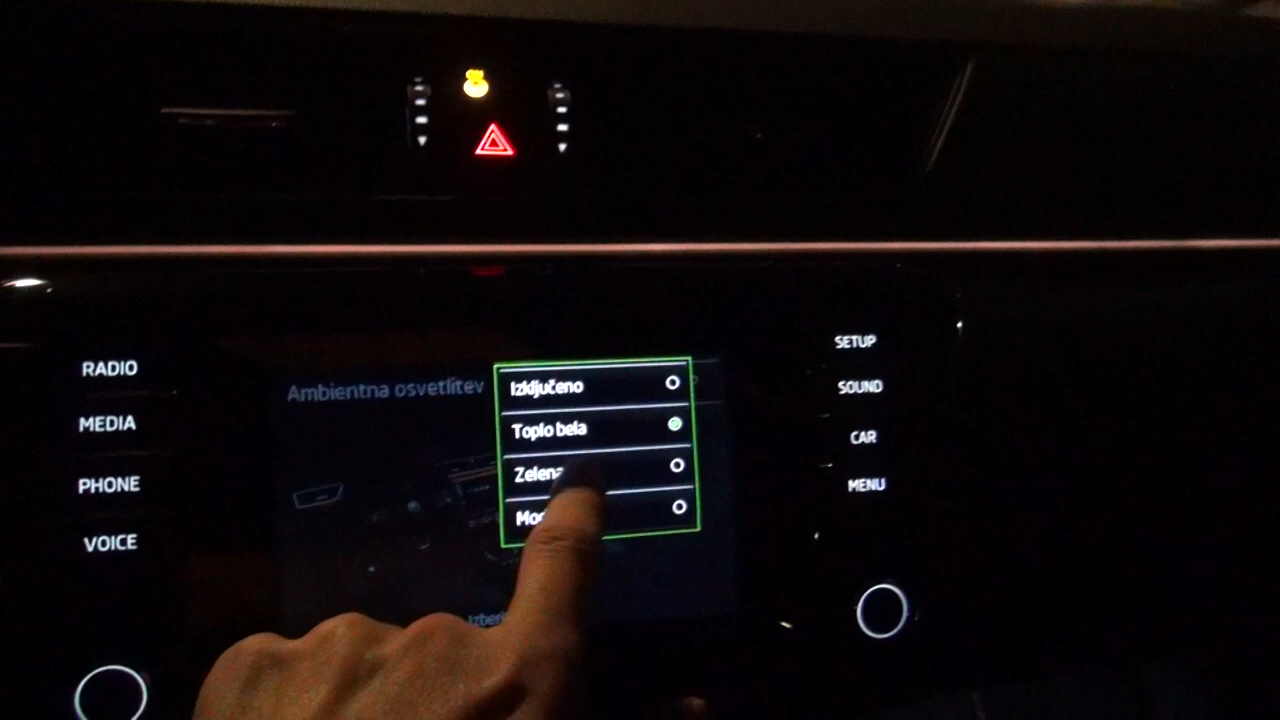 RADIO
MEDIA
PHONE
VOICE
Ambientna osvetlitev
Izključeno
Toplo bela
Zelena
SETUP
SOUND
CAR
MENU